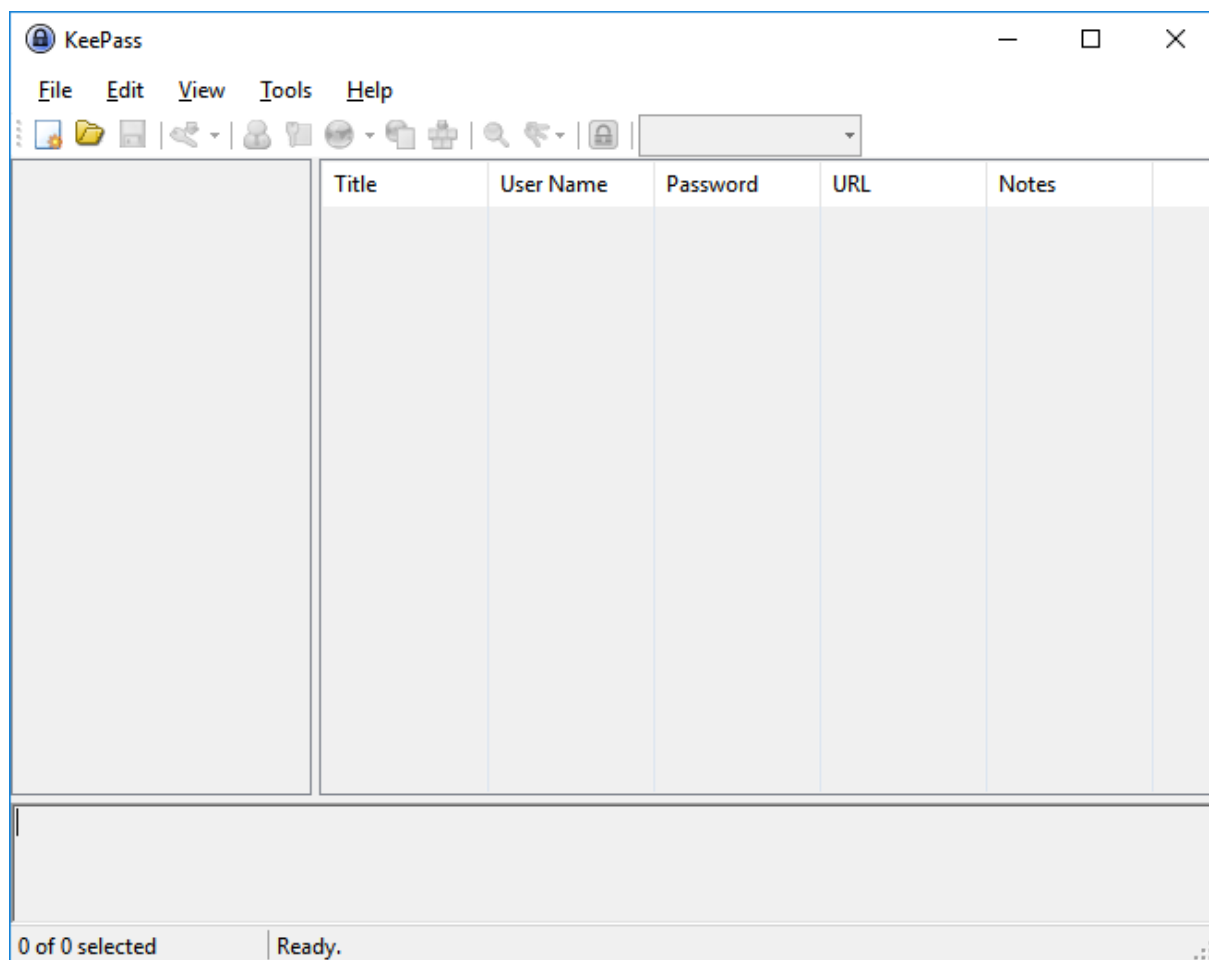 KeePass
File Edit View Tools Help
Title User Name Password URL Notes
0 of 0 selected Ready.